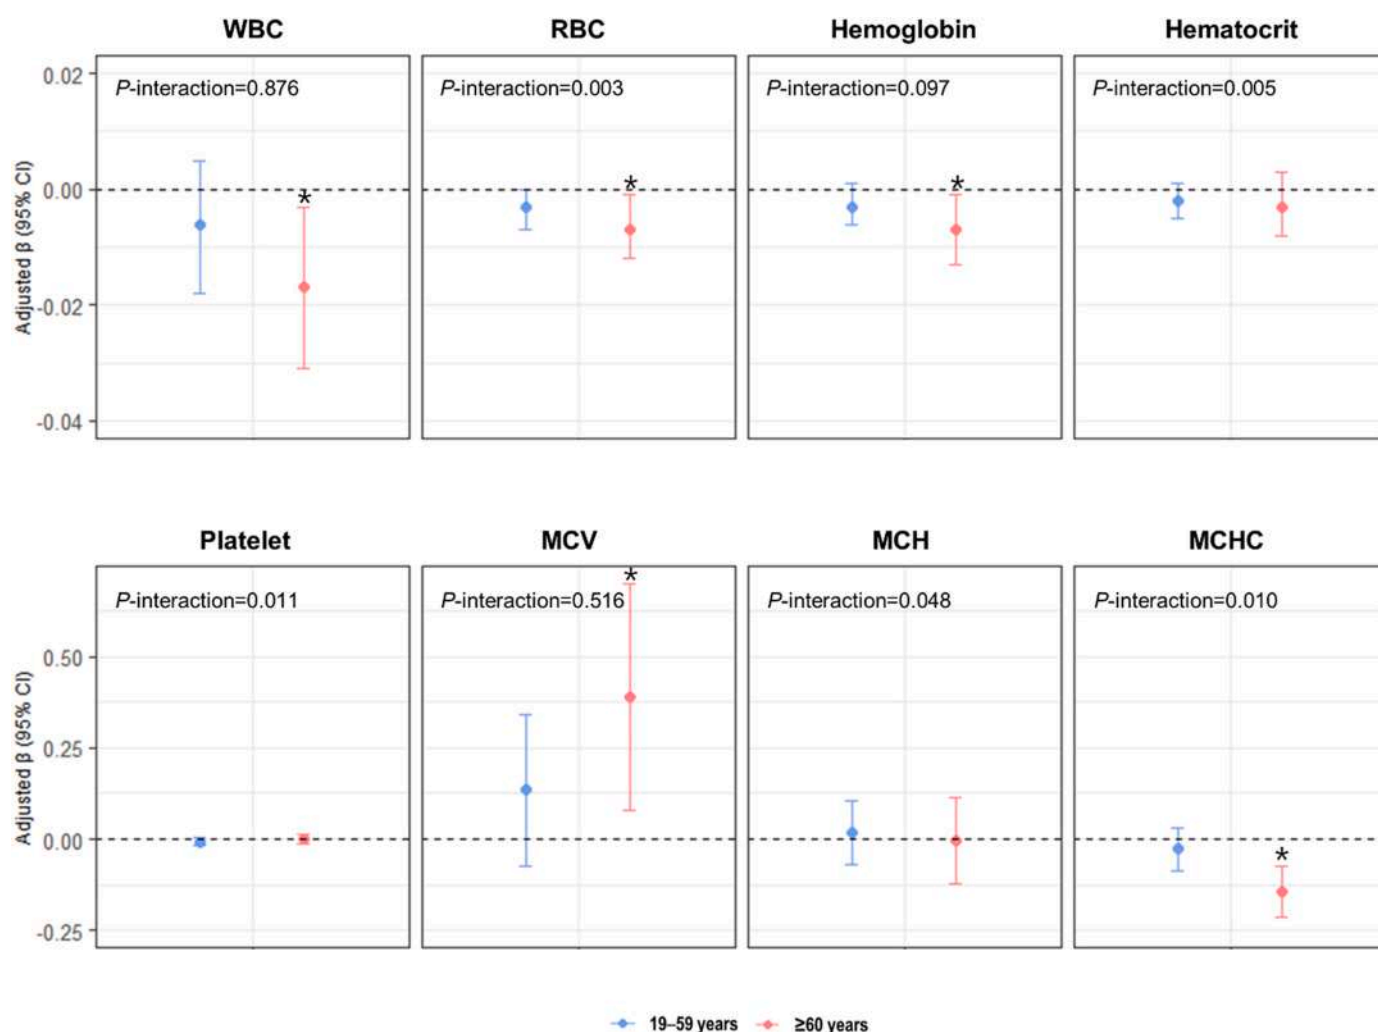 WBC RBC Hemoglobin Hematocrit
P-interaction=0.876 P-interaction=0.003 P-interaction=0.097 P-interaction=0.005
Adjusted β (95% CI)
0.02
0.00
-0.02
-0.04
* * *
Platelet MCV MCH MCHC
P-interaction=0.011 P-interaction=0.516 P-interaction=0.048 P-interaction=0.010
Adjusted β (95% CI)
0.50
0.25
0.00
-0.25
* *
19–59 years ≥60 years